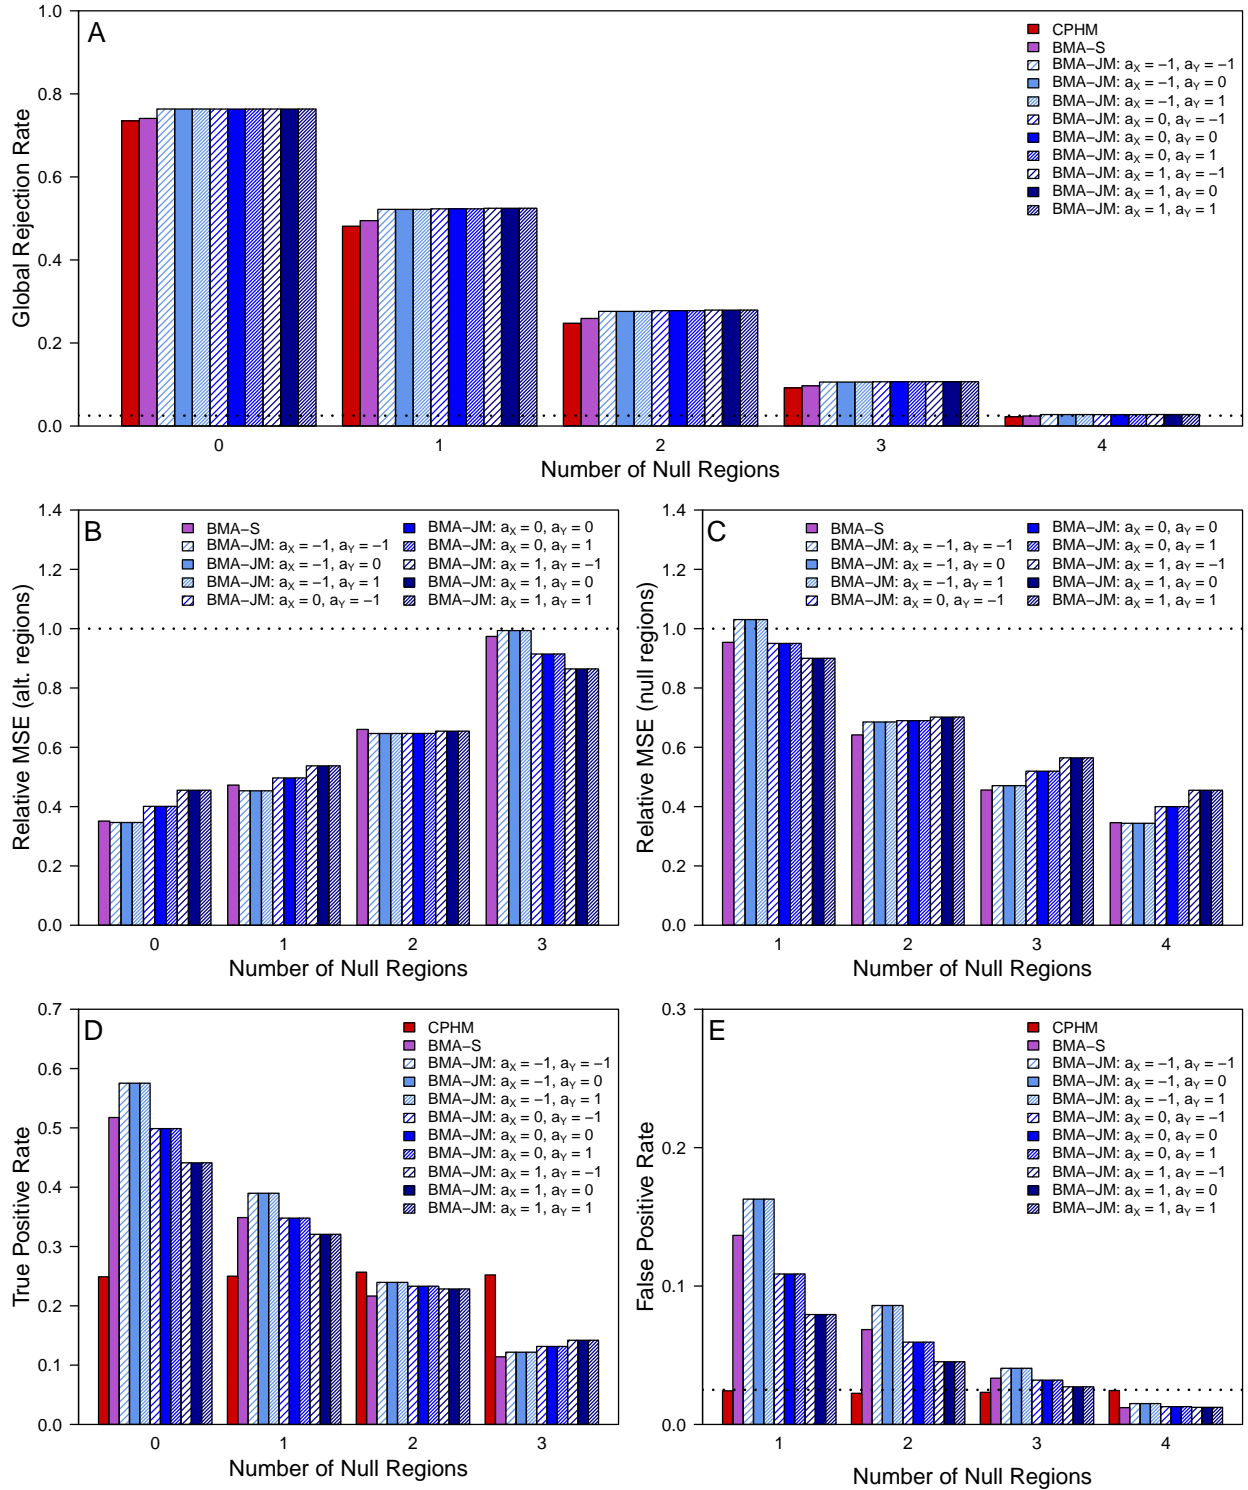 A
Global Rejection Rate
1.0
0.8
0.6
0.4
0.2
0.0
CPHM
BMA−S
BMA−JM: aX = −1, aY = −1
BMA−JM: aX = −1, aY = 0
BMA−JM: aX = −1, aY = 1
BMA−JM: aX = 0, aY = −1
BMA−JM: aX = 0, aY = 0
BMA−JM: aX = 0, aY = 1
BMA−JM: aX = 1, aY = −1
BMA−JM: aX = 1, aY = 0
BMA−JM: aX = 1, aY = 1
0 1 2 3 4
Number of Null Regions
B
Relative MSE (alt. regions)
1.4
1.2
1.0
0.8
0.6
0.4
0.2
0.0
BMA−S
BMA−JM: aX = −1, aY = −1
BMA−JM: aX = −1, aY = 0
BMA−JM: aX = −1, aY = 1
BMA−JM: aX = 0, aY = −1
BMA−JM: aX = 0, aY = 0
BMA−JM: aX = 0, aY = 1
BMA−JM: aX = 1, aY = −1
BMA−JM: aX = 1, aY = 0
BMA−JM: aX = 1, aY = 1
0 1 2 3
Number of Null Regions
C
Relative MSE (null regions)
1.4
1.2
1.0
0.8
0.6
0.4
0.2
0.0
BMA−S
BMA−JM: aX = −1, aY = −1
BMA−JM: aX = −1, aY = 0
BMA−JM: aX = −1, aY = 1
BMA−JM: aX = 0, aY = −1
BMA−JM: aX = 0, aY = 0
BMA−JM: aX = 0, aY = 1
BMA−JM: aX = 1, aY = −1
BMA−JM: aX = 1, aY = 0
BMA−JM: aX = 1, aY = 1
1 2 3 4
Number of Null Regions
D
True Positive Rate
0.7
0.6
0.5
0.4
0.3
0.2
0.1
0.0
CPHM
BMA−S
BMA−JM: aX = −1, aY = −1
BMA−JM: aX = −1, aY = 0
BMA−JM: aX = −1, aY = 1
BMA−JM: aX = 0, aY = −1
BMA−JM: aX = 0, aY = 0
BMA−JM: aX = 0, aY = 1
BMA−JM: aX = 1, aY = −1
BMA−JM: aX = 1, aY = 0
BMA−JM: aX = 1, aY = 1
0 1 2 3
Number of Null Regions
E
False Positive Rate
0.3
0.2
0.1
0.0
CPHM
BMA−S
BMA−JM: aX = −1, aY = −1
BMA−JM: aX = −1, aY = 0
BMA−JM: aX = −1, aY = 1
BMA−JM: aX = 0, aY = −1
BMA−JM: aX = 0, aY = 0
BMA−JM: aX = 0, aY = 1
BMA−JM: aX = 1, aY = −1
BMA−JM: aX = 1, aY = 0
BMA−JM: aX = 1, aY = 1
1 2 3 4
Number of Null Regions